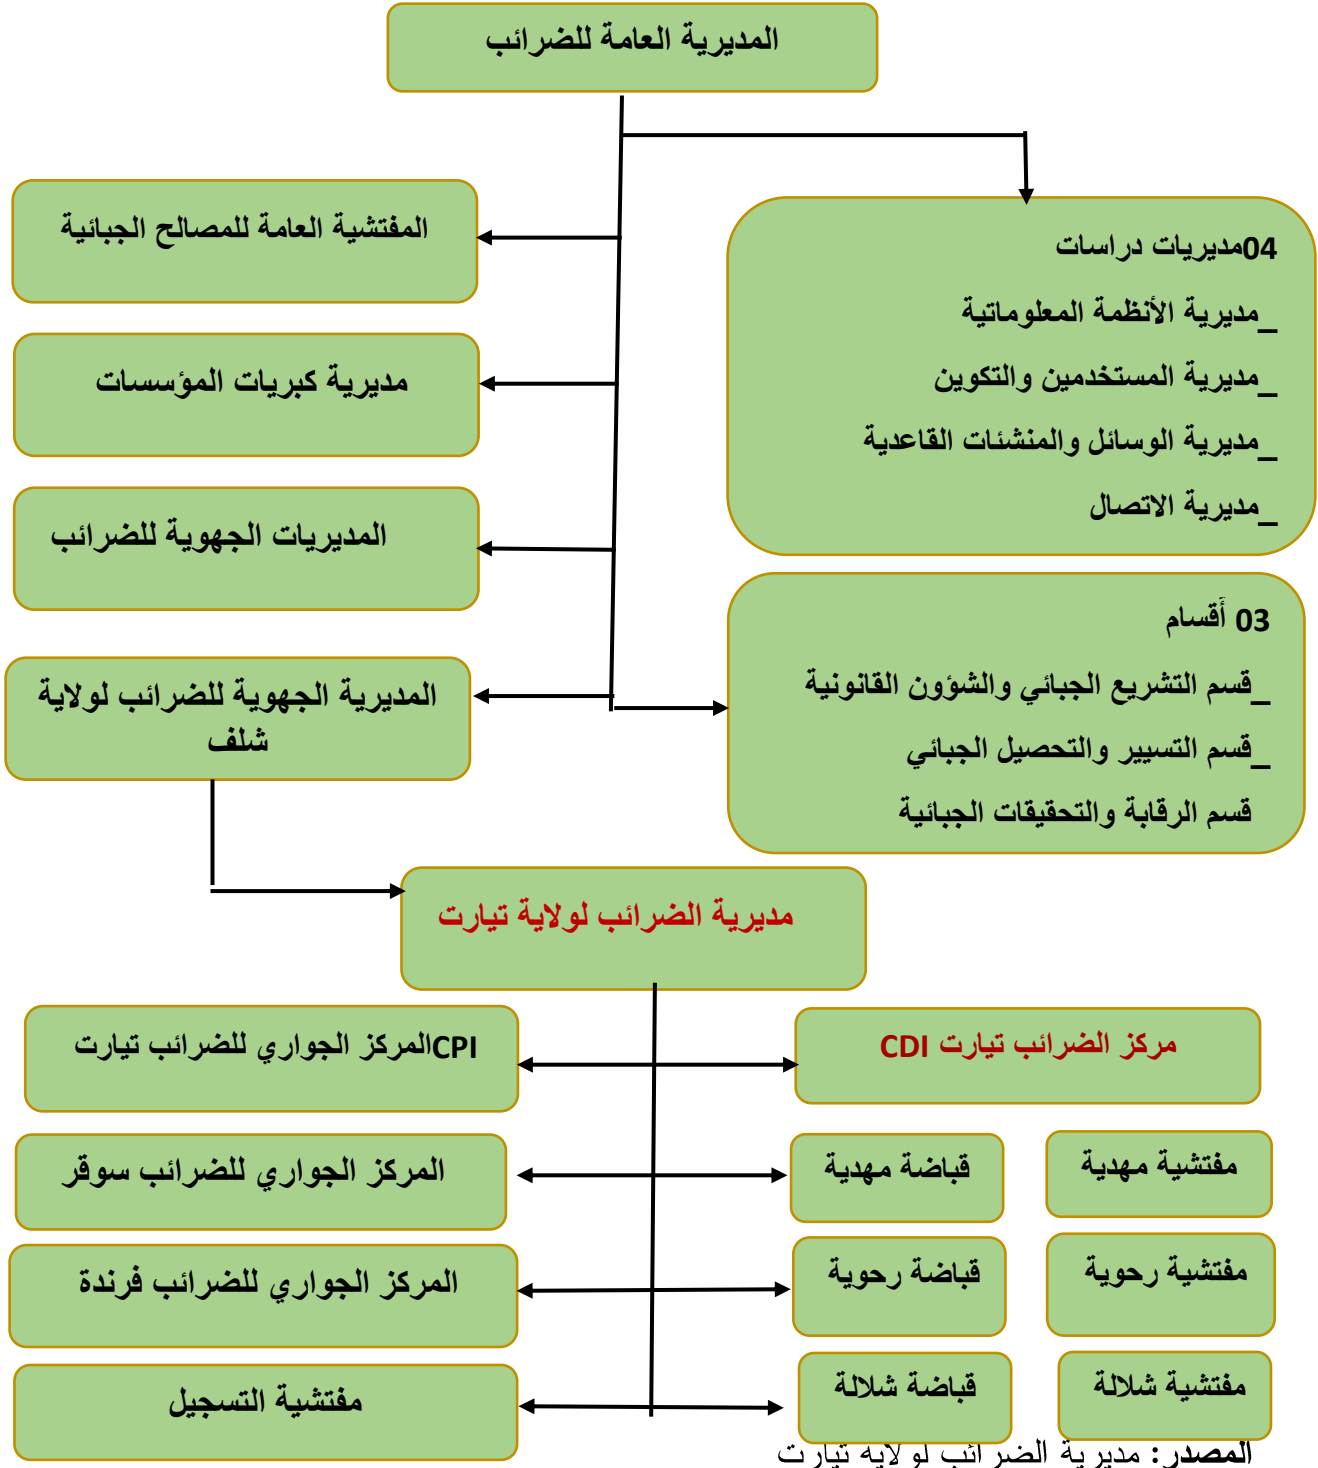 المديرية العامة للضرائب
المفتشية العامة للمصالح الجبائية
04مديريات دراسات
_مديرية الأنظمة المعلوماتية
_مديرية المستخدمين والتكوين
_مديرية الوسائل والمنشئات القاعدية
_مديرية الاتصال
مديرية كبريات المؤسسات
المديريات الجهوية للضرائب
03 أقسام
_قسم التشريع الجبائي والشؤون القانونية
_قسم التسيير والتحصيل الجبائي
قسم الرقابة والتحقيقات الجبائية
المديرية الجهوية للضرائب لولاية
شلف
مديرية الضرائب لولاية تيارت
مركز الضرائب تيارت CDI
CPIالمركز الجواري للضرائب تيارت
مفتشية مهدية
قباضة مهدية
المركز الجواري للضرائب سوقر
مفتشية رحوية
قباضة رحوية
المركز الجواري للضرائب فرندة
مفتشية شلالة
قباضة شلالة
مفتشية التسجيل
المصدر: مديرية الضرائب لولاية تيارت